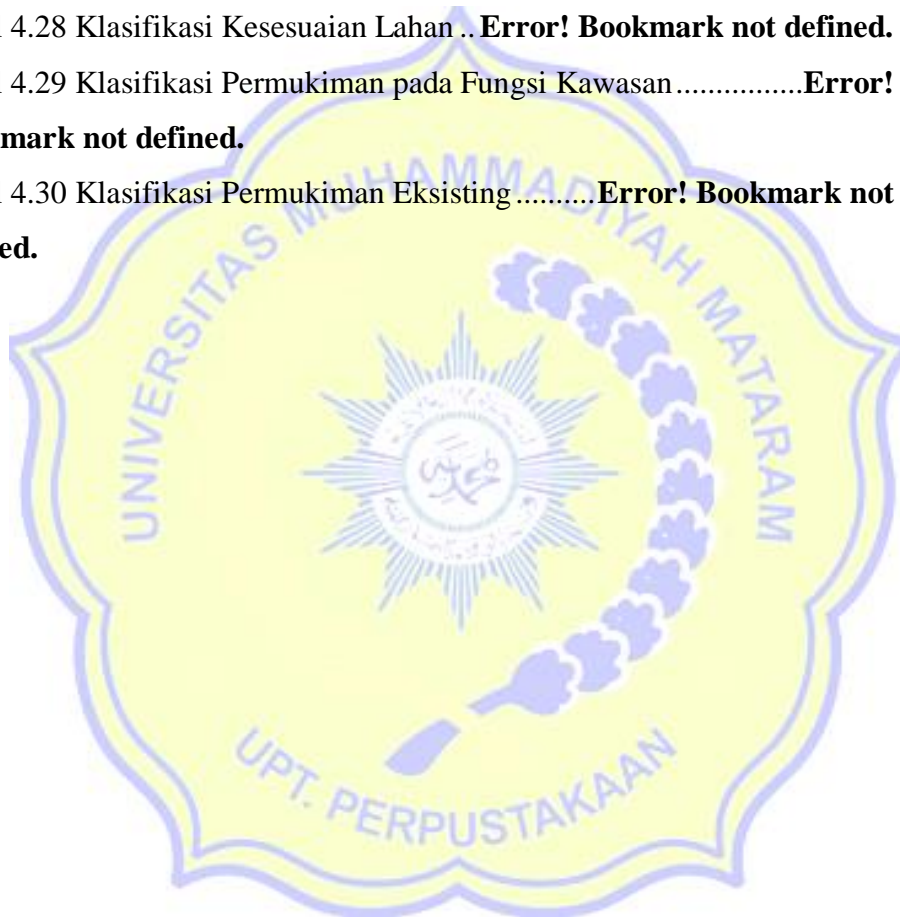 4.28 Klasifikasi Kesesuaian Lahan .. Error! Bookmark not defined.
4.29 Klasifikasi Permukiman pada Fungsi Kawasan ................ Error!
mark not defined.
4.30 Klasifikasi Permukiman Eksisting .......... Error! Bookmark not
ed.
UNIVERSITAS MUHAMMADIYAH MATARAM
UPT. PERPUSTAKAAN